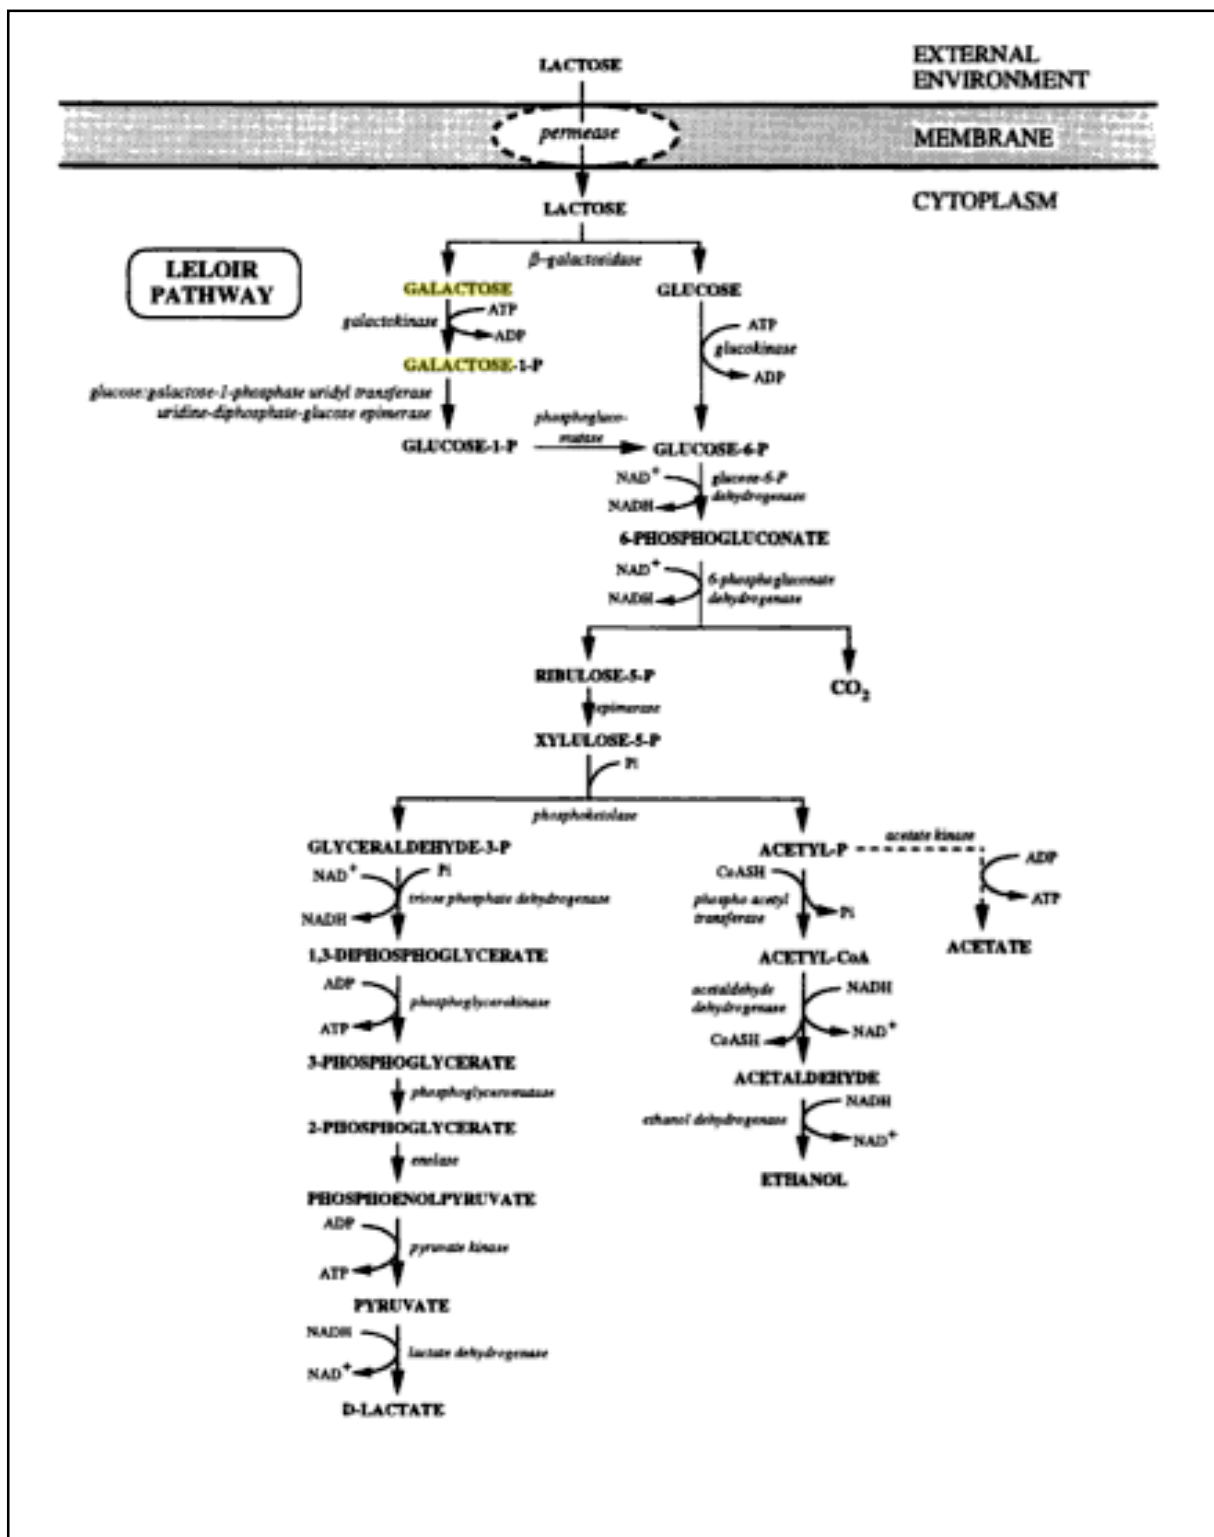 LACTOSE
EXTERNAL
ENVIRONMENT
permease
MEMBRANE
LACTOSE
CYTOPLASM
LELOIR
PATHWAY
β-galactosidase
GALACTOSE
GLUCOSE
ATP
galactokinase
ADP
ATP
glucokinase
ADP
GALACTOSE-1-P
glucose:galactose-1-phosphate uridyl transferase
uridine-diphosphate-glucose epimerase
GLUCOSE-1-P
phosphogluco-
mutase
GLUCOSE-6-P
NAD+
NADH
glucose-6-P
dehydrogenase
6-PHOSPHOGLUCONATE
NAD+
NADH
6-phosphogluconate
dehydrogenase
RIBULOSE-5-P
CO2
epimerase
XYLULOSE-5-P
Pi
phosphoketolase
GLYCERALDEHYDE-3-P
NAD+
Pi
triose phosphate dehydrogenase
NADH
1,3-DIPHOSPHOGLYCERATE
ADP
phosphoglycerokinase
ATP
3-PHOSPHOGLYCERATE
phosphoglyceromutase
2-PHOSPHOGLYCERATE
enolase
PHOSPHOENOLPYRUVATE
ADP
pyruvate kinase
ATP
PYRUVATE
NADH
lactate dehydrogenase
NAD+
D-LACTATE
ACETYL-P
acetate kinase
ADP
ATP
ACETATE
CoASH
phospho acetyl
transferase
Pi
ACETYL-CoA
acetaldehyde
dehydrogenase
NADH
NAD+
CoASH
ACETALDEHYDE
NADH
ethanol dehydrogenase
NAD+
ETHANOL